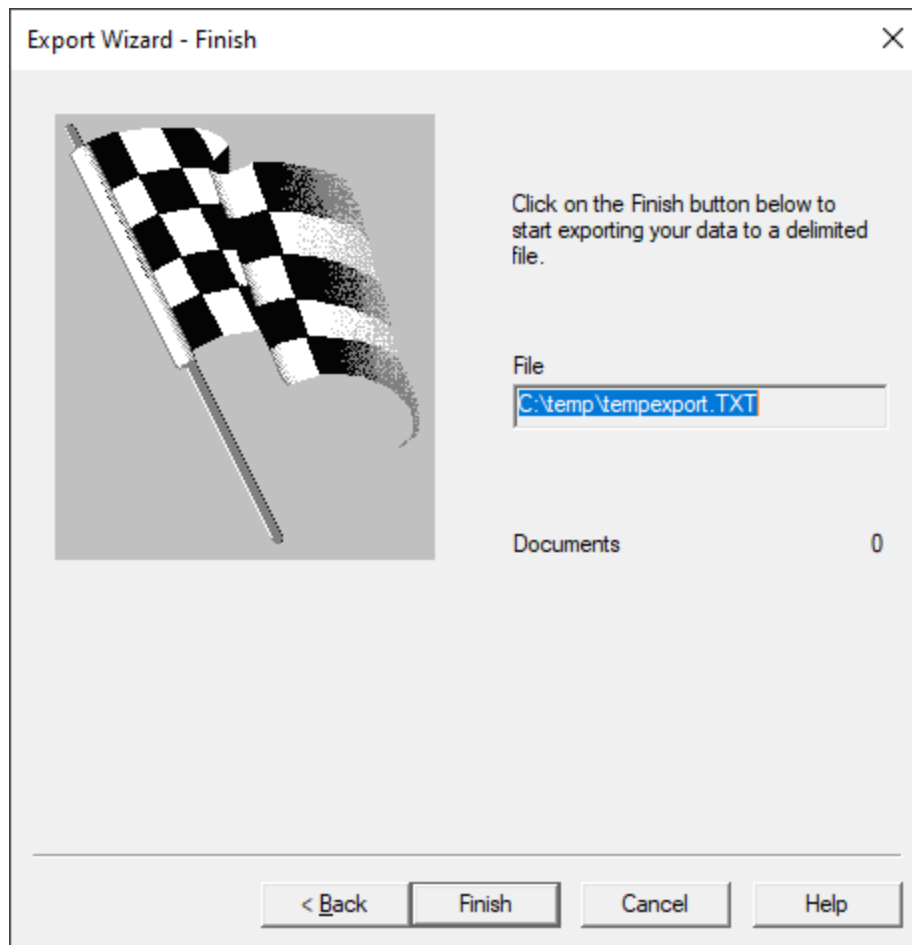 Export Wizard - Finish
Click on the Finish button below to
start exporting your data to a delimited
file.
File
C:\temp\tempexport.TXT
Documents 0
< Back Finish Cancel Help